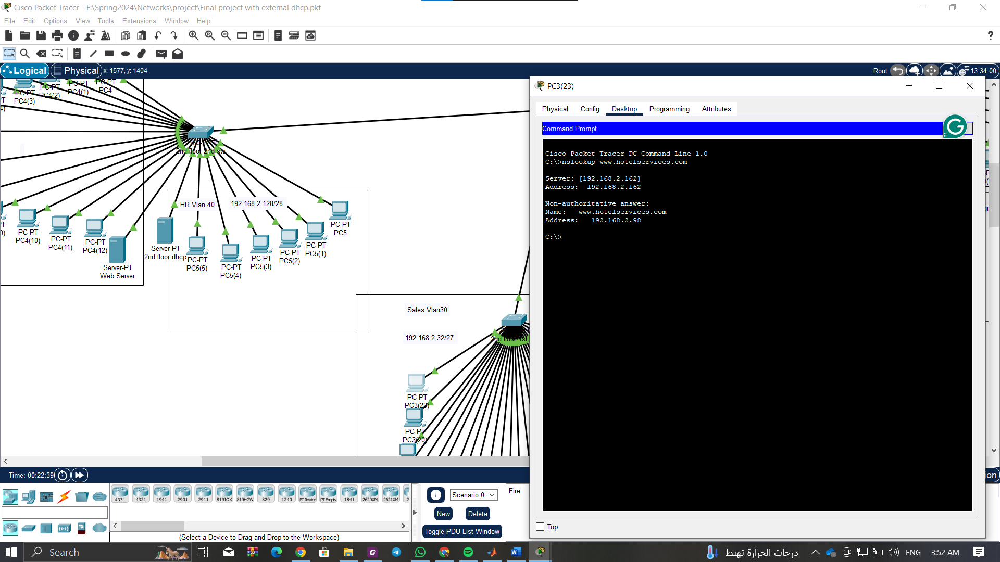 Cisco Packet Tracer - F:\Spring2024\Networks\project\Final project with external dhcp.pkt
File Edit Options View Tools Extensions Window Help
?
Logical Physical x: 1577, y: 1404
Root 13:34:00
PC-PT
PC4(3)
PC-PT
PC4(2)
PC-PT
PC4(1)
PC-PT
PC4
2nd floor 2nd sw
HR Vlan 40
192.168.2.128/28
PC-PT
PC4(10)
PC-PT
PC4(11)
PC-PT
PC4(12)
Server-PT
Web Server
Server-PT
2nd floor dhcp
PC-PT
PC5(5)
PC-PT
PC5(4)
PC-PT
PC5(3)
PC-PT
PC5(2)
PC-PT
PC5(1)
PC-PT
PC5
Sales Vlan30
192.168.2.32/27
2nd floor 1st
PC-PT
PC3(23)
PC-PT
PC3(20)
PC3(23)
Physical Config Desktop Programming Attributes
Command Prompt
G
Cisco Packet Tracer PC Command Line 1.0
C:\>nslookup www.hotelservices.com
Server: [192.168.2.162]
Address: 192.168.2.162
Non-authoritative answer:
Name: www.hotelservices.com
Address: 192.168.2.98
C:\>
Top
Time: 00:22:39
4331 4321 1941 2901 2911 819IOX 819HGW 829 1240 PT-Router PT-Empty 1841 2620XM 2621XM
(Select a Device to Drag and Drop to the Workspace)
Scenario 0
New Delete
Toggle PDU List Window
Fire
Search
درجات الحرارة تهبط
ENG
3:52 AM